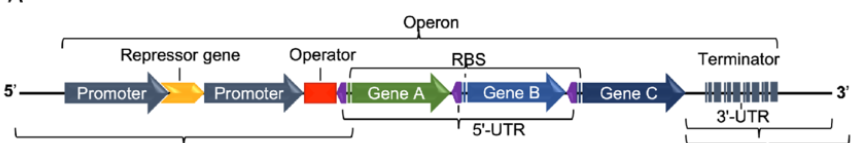 Operon
Repressor gene
Operator
RBS
Terminator
5'
Promoter
Promoter
Gene A
Gene B
Gene C
3'
3'-UTR
5'-UTR